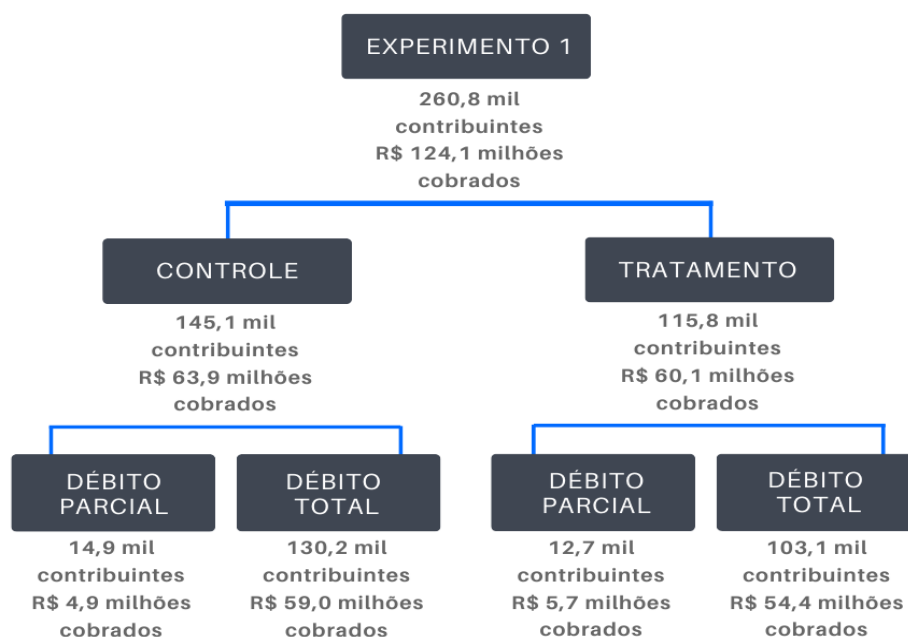 EXPERIMENTO 1
260,8 mil
contribuintes
R$ 124,1 milhões
cobrados
CONTROLE
145,1 mil
contribuintes
R$ 63,9 milhões
cobrados
TRATAMENTO
115,8 mil
contribuintes
R$ 60,1 milhões
cobrados
DÉBITO
PARCIAL
14,9 mil
contribuintes
R$ 4,9 milhões
cobrados
DÉBITO
TOTAL
130,2 mil
contribuintes
R$ 59,0 milhões
cobrados
DÉBITO
PARCIAL
12,7 mil
contribuintes
R$ 5,7 milhões
cobrados
DÉBITO
TOTAL
103,1 mil
contribuintes
R$ 54,4 milhões
cobrados